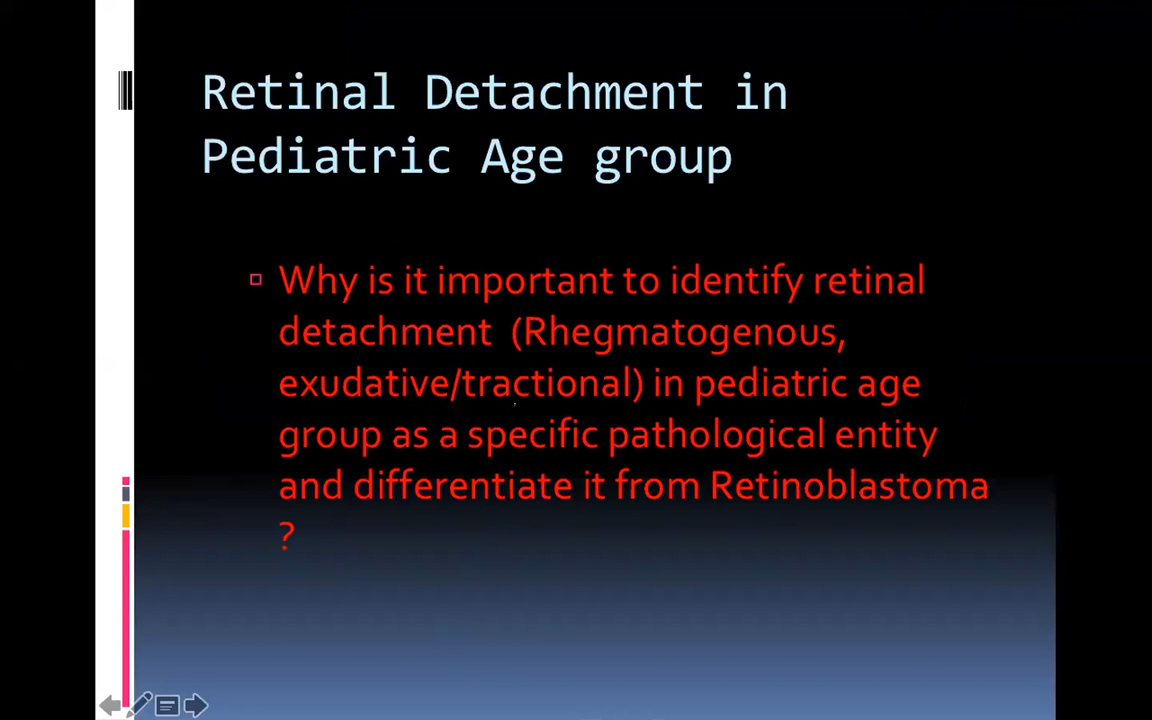 Retinal Detachment in
Pediatric Age group
Why is it important to identify retinal
detachment (Rhegmatogenous,
exudative/tractional) in pediatric age
group as a specific pathological entity
and differentiate it from Retinoblastoma
?